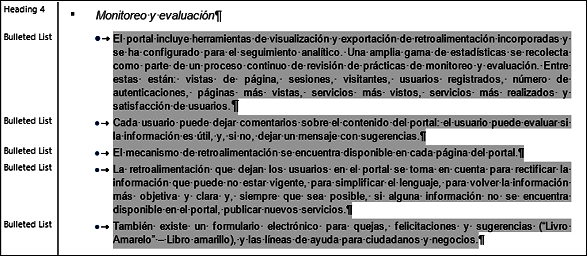 Heading 4 ▪ Monitoreo·y·evaluación¶
Bulleted List •→ El·portal·incluye·herramientas·de·visualización·y·exportación·de·retroalimentación·incorporadas·y·
se·ha·configurado·para·el·seguimiento·analítico.·Una·amplia·gama·de·estadísticas·se·recolecta·
como·parte·de·un·proceso·continuo·de·revisión·de·prácticas·de·monitoreo·y·evaluación.·Entre·
estas·están:·vistas·de·página,·sesiones,·visitantes,·usuarios·registrados,·número·de·
autenticaciones,·páginas·más·vistas,·servicios·más·vistos,·servicios·más·realizados·y·
satisfacción·de·usuarios.·¶
Bulleted List •→ Cada·usuario·puede·dejar·comentarios·sobre·el·contenido·del·portal:·el·usuario·puede·evaluar·si·
la·información·es·útil,·y,·si·no,·dejar·un·mensaje·con·sugerencias.¶
Bulleted List •→ El·mecanismo·de·retroalimentación·se·encuentra·disponible·en·cada·página·del·portal.¶
Bulleted List •→ La·retroalimentación·que·dejan·los·usuarios·en·el·portal·se·toma·en·cuenta·para·rectificar·la·
información·que·puede·no·estar·vigente,·para·simplificar·el·lenguaje,·para·volver·la·información·
más·objetiva·y·clara·y,·siempre·que·sea·posible,·si·alguna·información·no·se·encuentra·
disponible·en·el·portal,·publicar·nuevos·servicios.¶
Bulleted List •→ También·existe·un·formulario·electrónico·para·quejas,·felicitaciones·y·sugerencias·(“Livro·
Amarelo”·–·Libro·amarillo),·y·las·líneas·de·ayuda·para·ciudadanos·y·negocios.¶